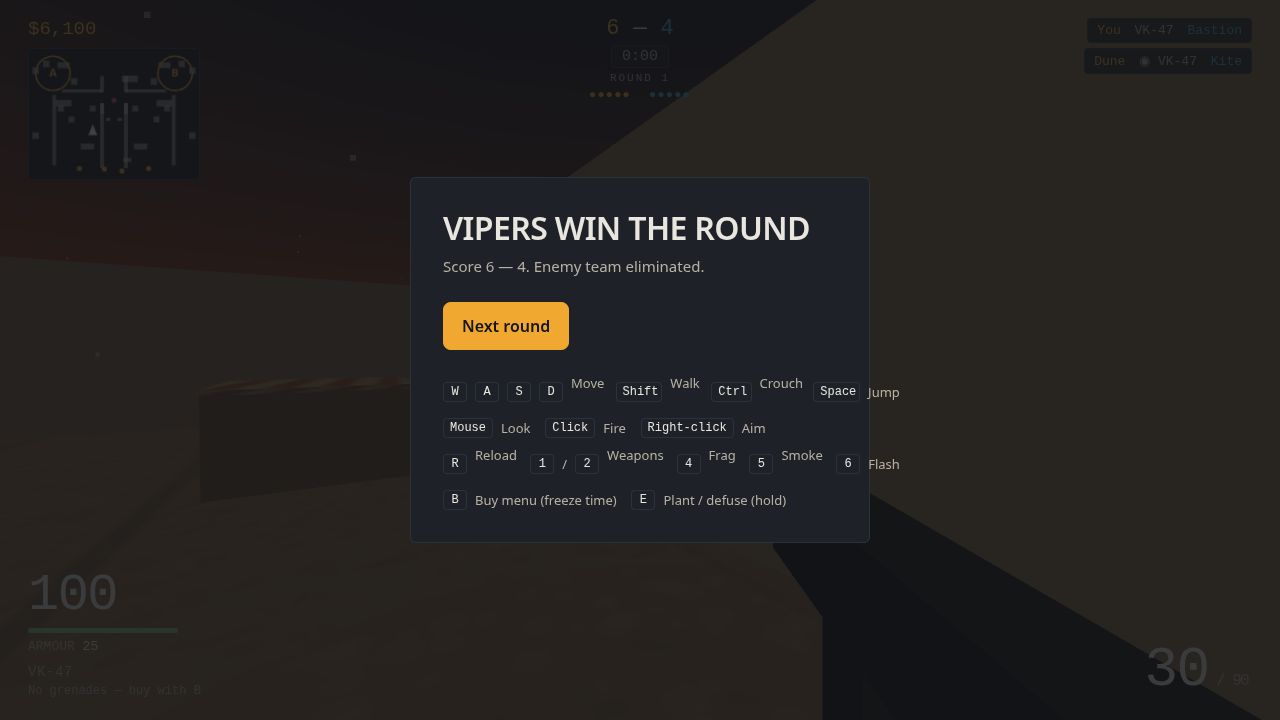 $6,100
6 — 4
0:00
ROUND 1
A
B
You VK-47 Bastion
Dune ◉ VK-47 Kite
VIPERS WIN THE ROUND
Score 6 — 4. Enemy team eliminated.
Next round
W A S D Move Shift Walk Ctrl Crouch Space Jump
Mouse Look Click Fire Right-click Aim
R Reload 1 / 2 Weapons 4 Frag 5 Smoke 6 Flash
B Buy menu (freeze time) E Plant / defuse (hold)
100
ARMOUR 25
VK-47
No grenades — buy with B
30 / 90